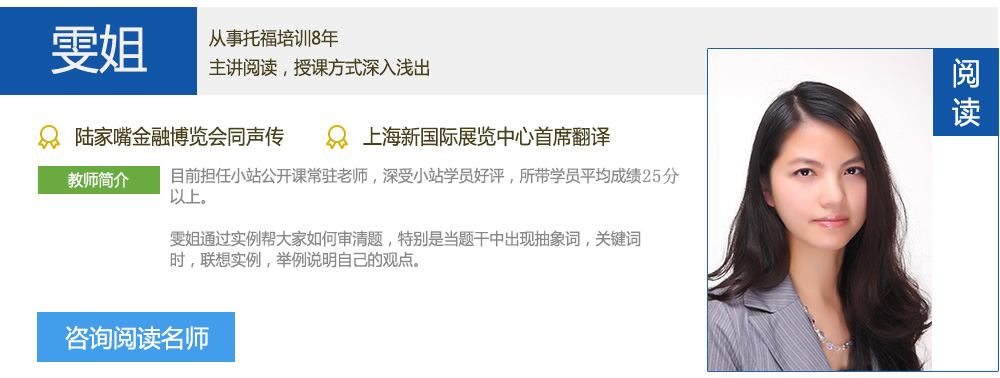 雯姐
从事托福培训8年
主讲阅读，授课方式深入浅出
阅
读
陆家嘴金融博览会同声传
上海新国际展览中心首席翻译
教师简介
目前担任小站公开课常驻老师，深受小站学员好评，所带学员平均成绩25分
以上。
雯姐通过实例帮大家如何审清题，特别是当题干中出现抽象词，关键词
时，联想实例，举例说明自己的观点。
咨询阅读名师